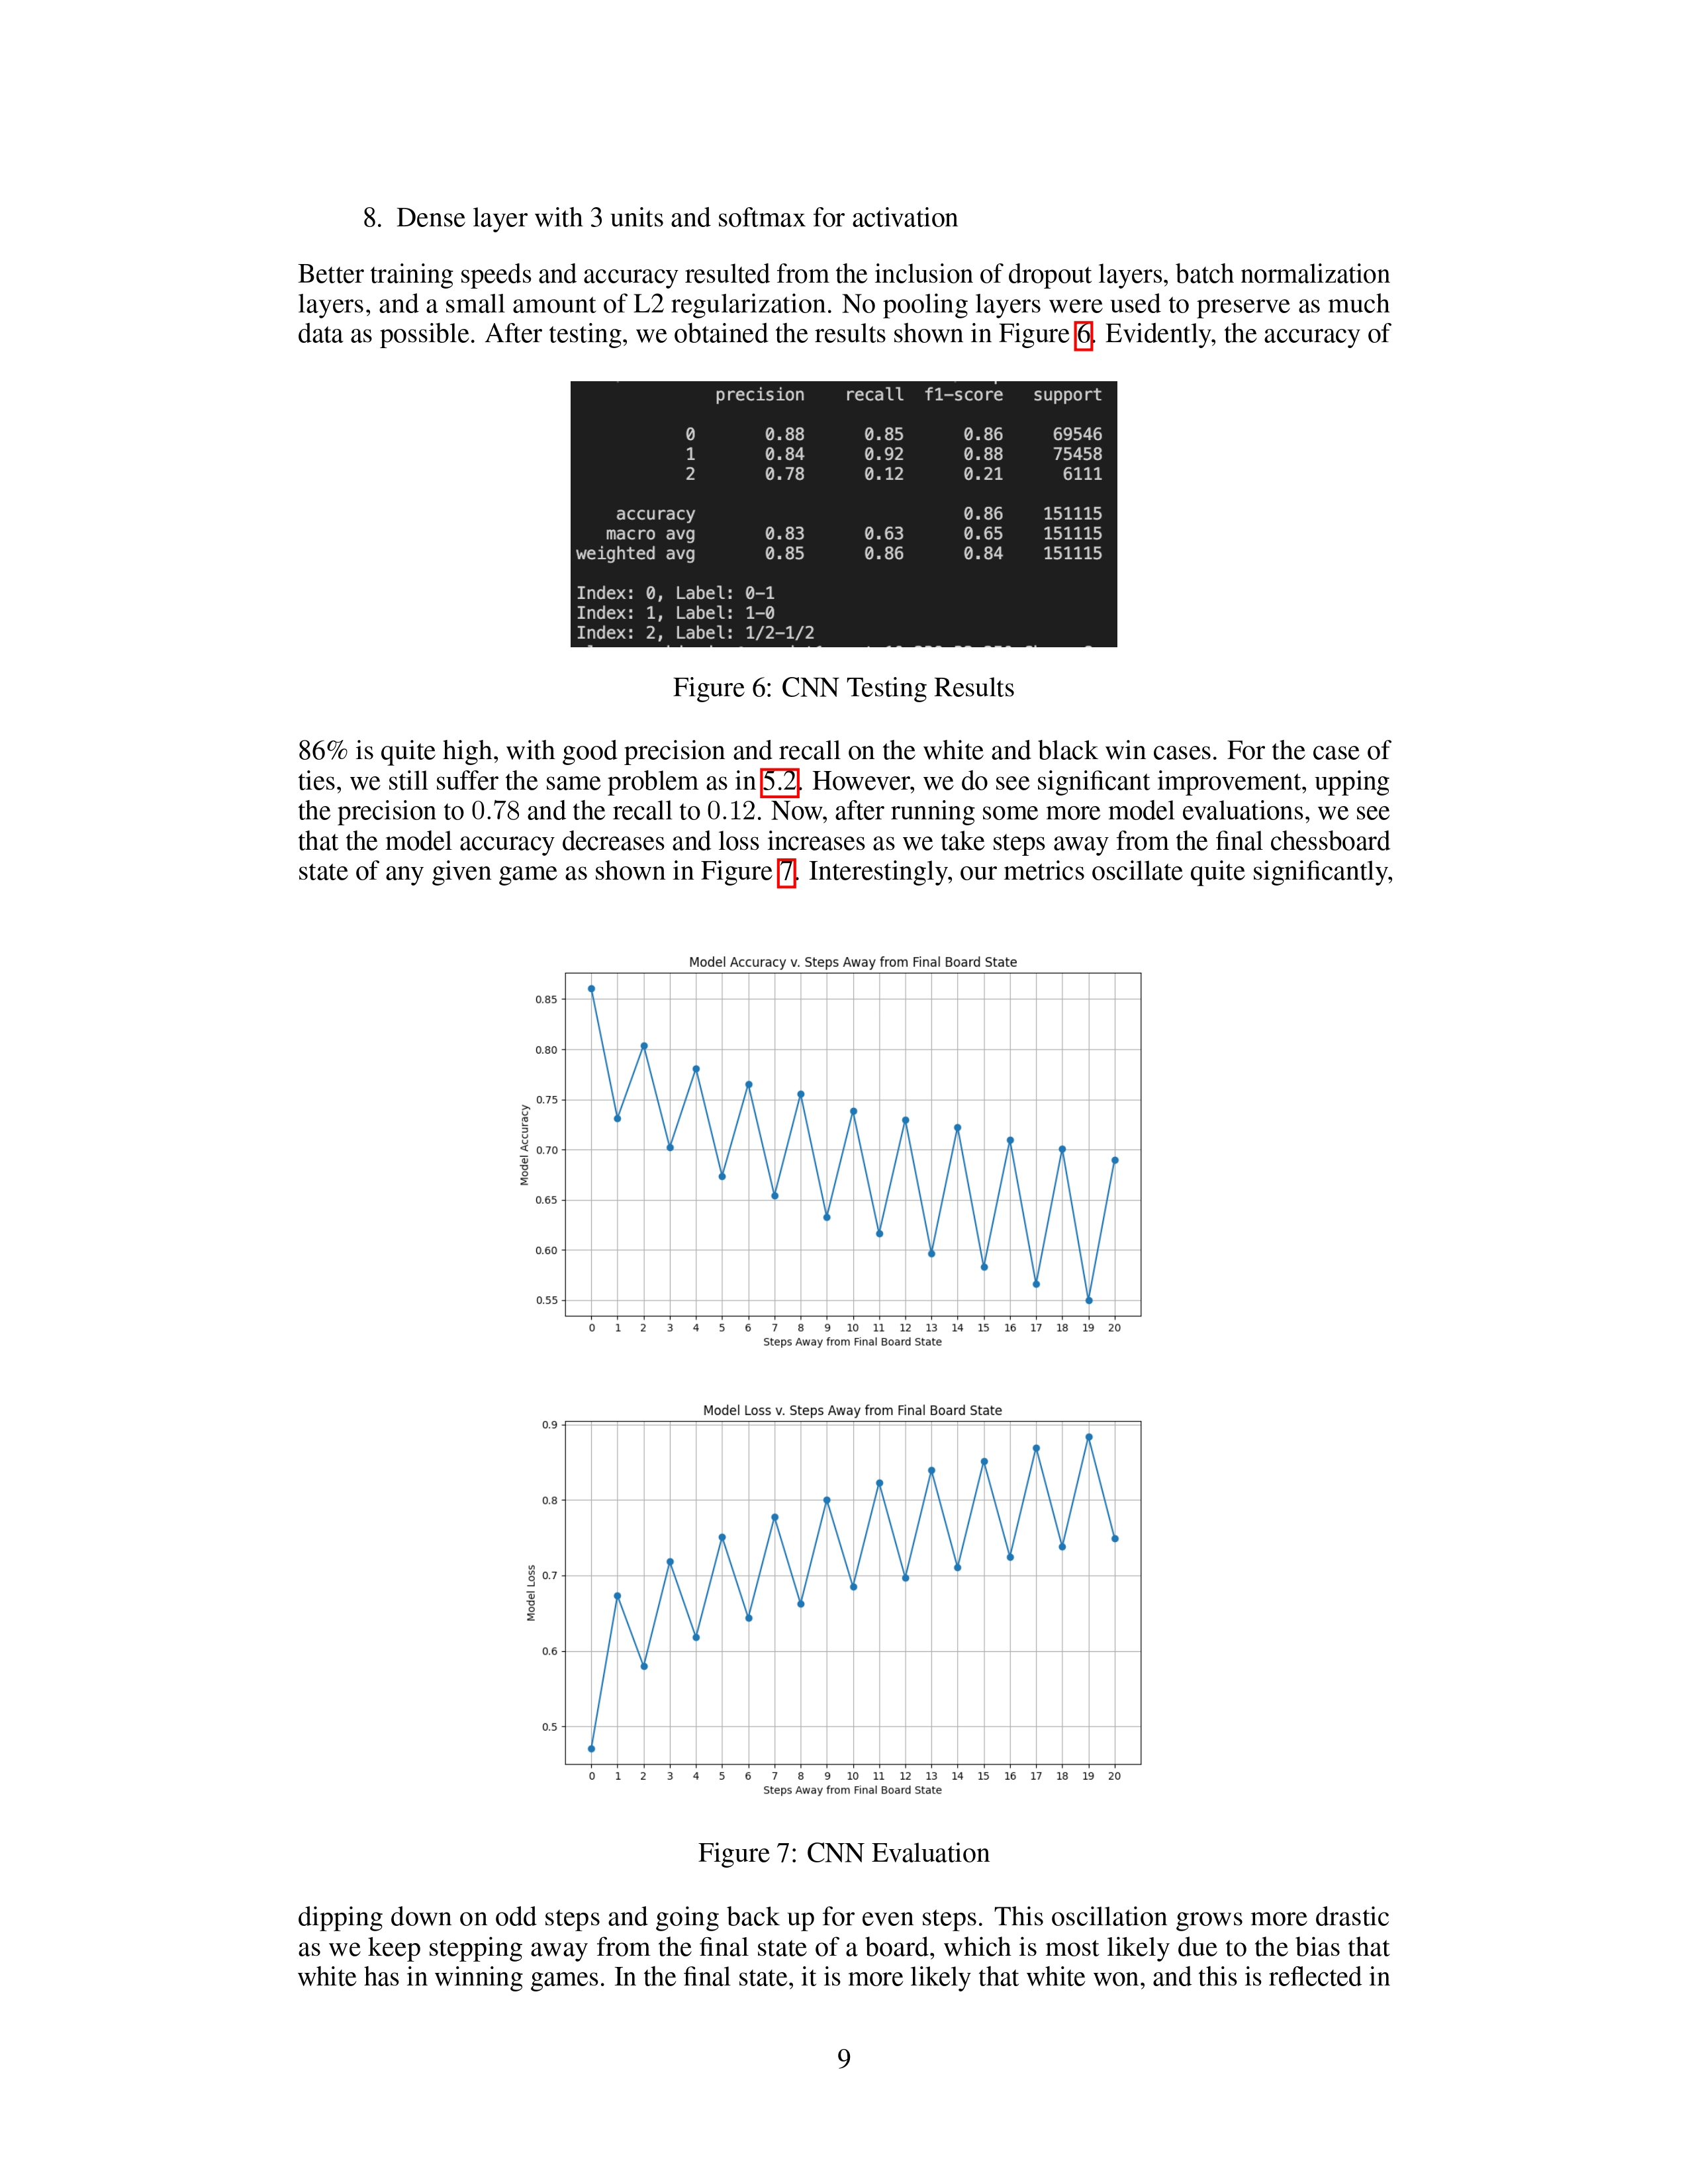 8. Dense layer with 3 units and softmax for activation
Better training speeds and accuracy resulted from the inclusion of dropout layers, batch normalization
layers, and a small amount of L2 regularization. No pooling layers were used to preserve as much
data as possible. After testing, we obtained the results shown in Figure 6. Evidently, the accuracy of
precision recall f1-score support
0 0.88 0.85 0.86 69546
1 0.84 0.92 0.88 75458
2 0.78 0.12 0.21 6111
accuracy 0.86 151115
macro avg 0.83 0.63 0.65 151115
weighted avg 0.85 0.86 0.84 151115
Index: 0, Label: 0-1
Index: 1, Label: 1-0
Index: 2, Label: 1/2-1/2
Figure 6: CNN Testing Results
86% is quite high, with good precision and recall on the white and black win cases. For the case of
ties, we still suffer the same problem as in 5.2. However, we do see significant improvement, upping
the precision to 0.78 and the recall to 0.12. Now, after running some more model evaluations, we see
that the model accuracy decreases and loss increases as we take steps away from the final chessboard
state of any given game as shown in Figure 7. Interestingly, our metrics oscillate quite significantly,
Model Accuracy v. Steps Away from Final Board State
Model Accuracy
0.85
0.80
0.75
0.70
0.65
0.60
0.55
0 1 2 3 4 5 6 7 8 9 10 11 12 13 14 15 16 17 18 19 20
Steps Away from Final Board State
Model Loss v. Steps Away from Final Board State
Model Loss
0.9
0.8
0.7
0.6
0.5
0 1 2 3 4 5 6 7 8 9 10 11 12 13 14 15 16 17 18 19 20
Steps Away from Final Board State
Figure 7: CNN Evaluation
dipping down on odd steps and going back up for even steps. This oscillation grows more drastic
as we keep stepping away from the final state of a board, which is most likely due to the bias that
white has in winning games. In the final state, it is more likely that white won, and this is reflected in
9